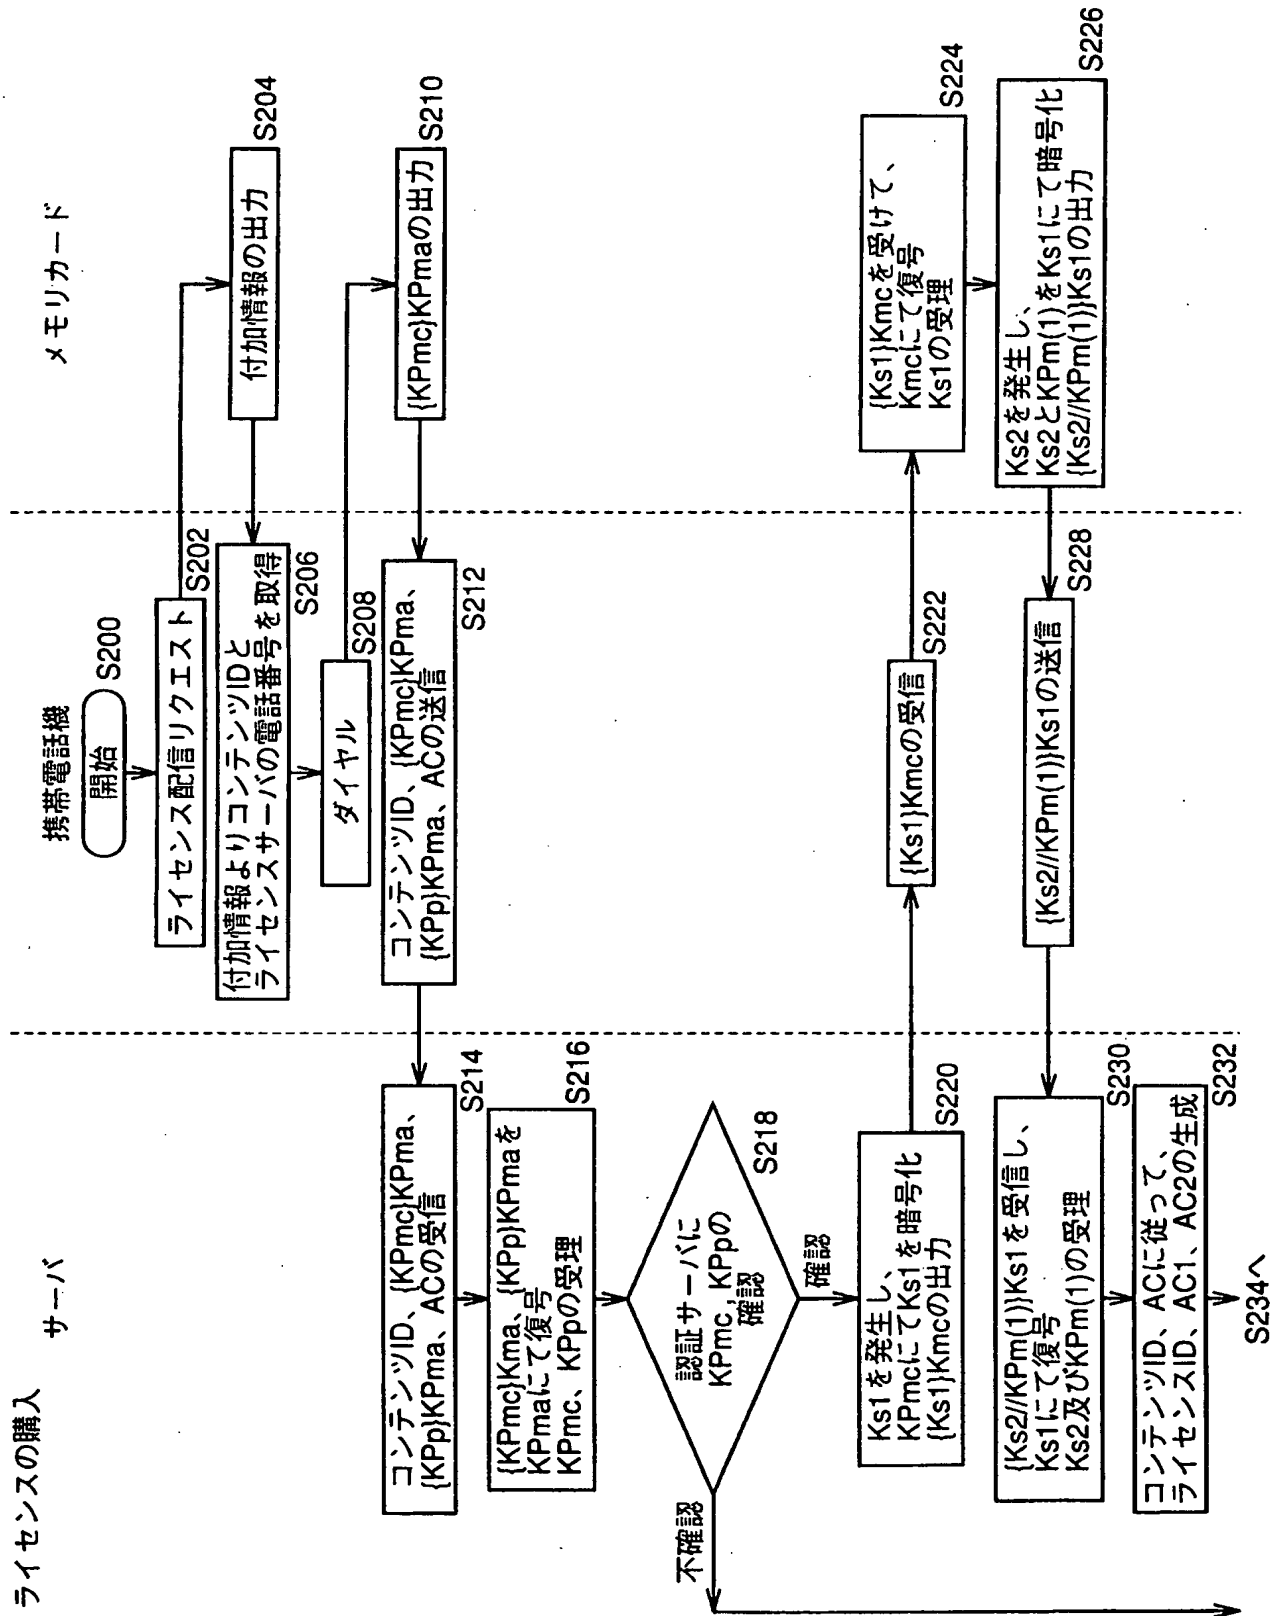 ライセンスの購入
サーバ
携帯電話機
メモリカード
開始
S200
ライセンス配信リクエスト
S202
付加情報の出力
S204
付加情報よりコンテンツIDと
ライセンスサーバの電話番号を取得
S206
ダイヤル
S208
{KPmc}KPmaの出力
S210
コンテンツID、{KPmc}KPma、
{KPp}KPma、ACの送信
S212
コンテンツID、{KPmc}KPma、
{KPp}KPma、ACの受信
S214
{KPmc}Kma、{KPp}KPmaを
KPmaにて復号
KPmc、KPpの受理
S216
認証サーバに
KPmc, KPpの
確認
S218
不確認
確認
Ks1を発生し、
KPmcにてKs1を暗号化
{Ks1}Kmcの出力
S220
{Ks1}Kmcの受信
S222
{Ks1}Kmcを受けて、
Kmcにて復号
Ks1の受理
S224
Ks2を発生し、
Ks2とKPm(1)をKs1にて暗号化
{Ks2//KPm(1)}Ks1の出力
S226
{Ks2//KPm(1)}Ks1の送信
S228
{Ks2//KPm(1)}Ks1を受信し、
Ks1にて復号
Ks2及びKPm(1)の受理
S230
コンテンツID、ACに従って、
ライセンスID、AC1、AC2の生成
S232
S234へ